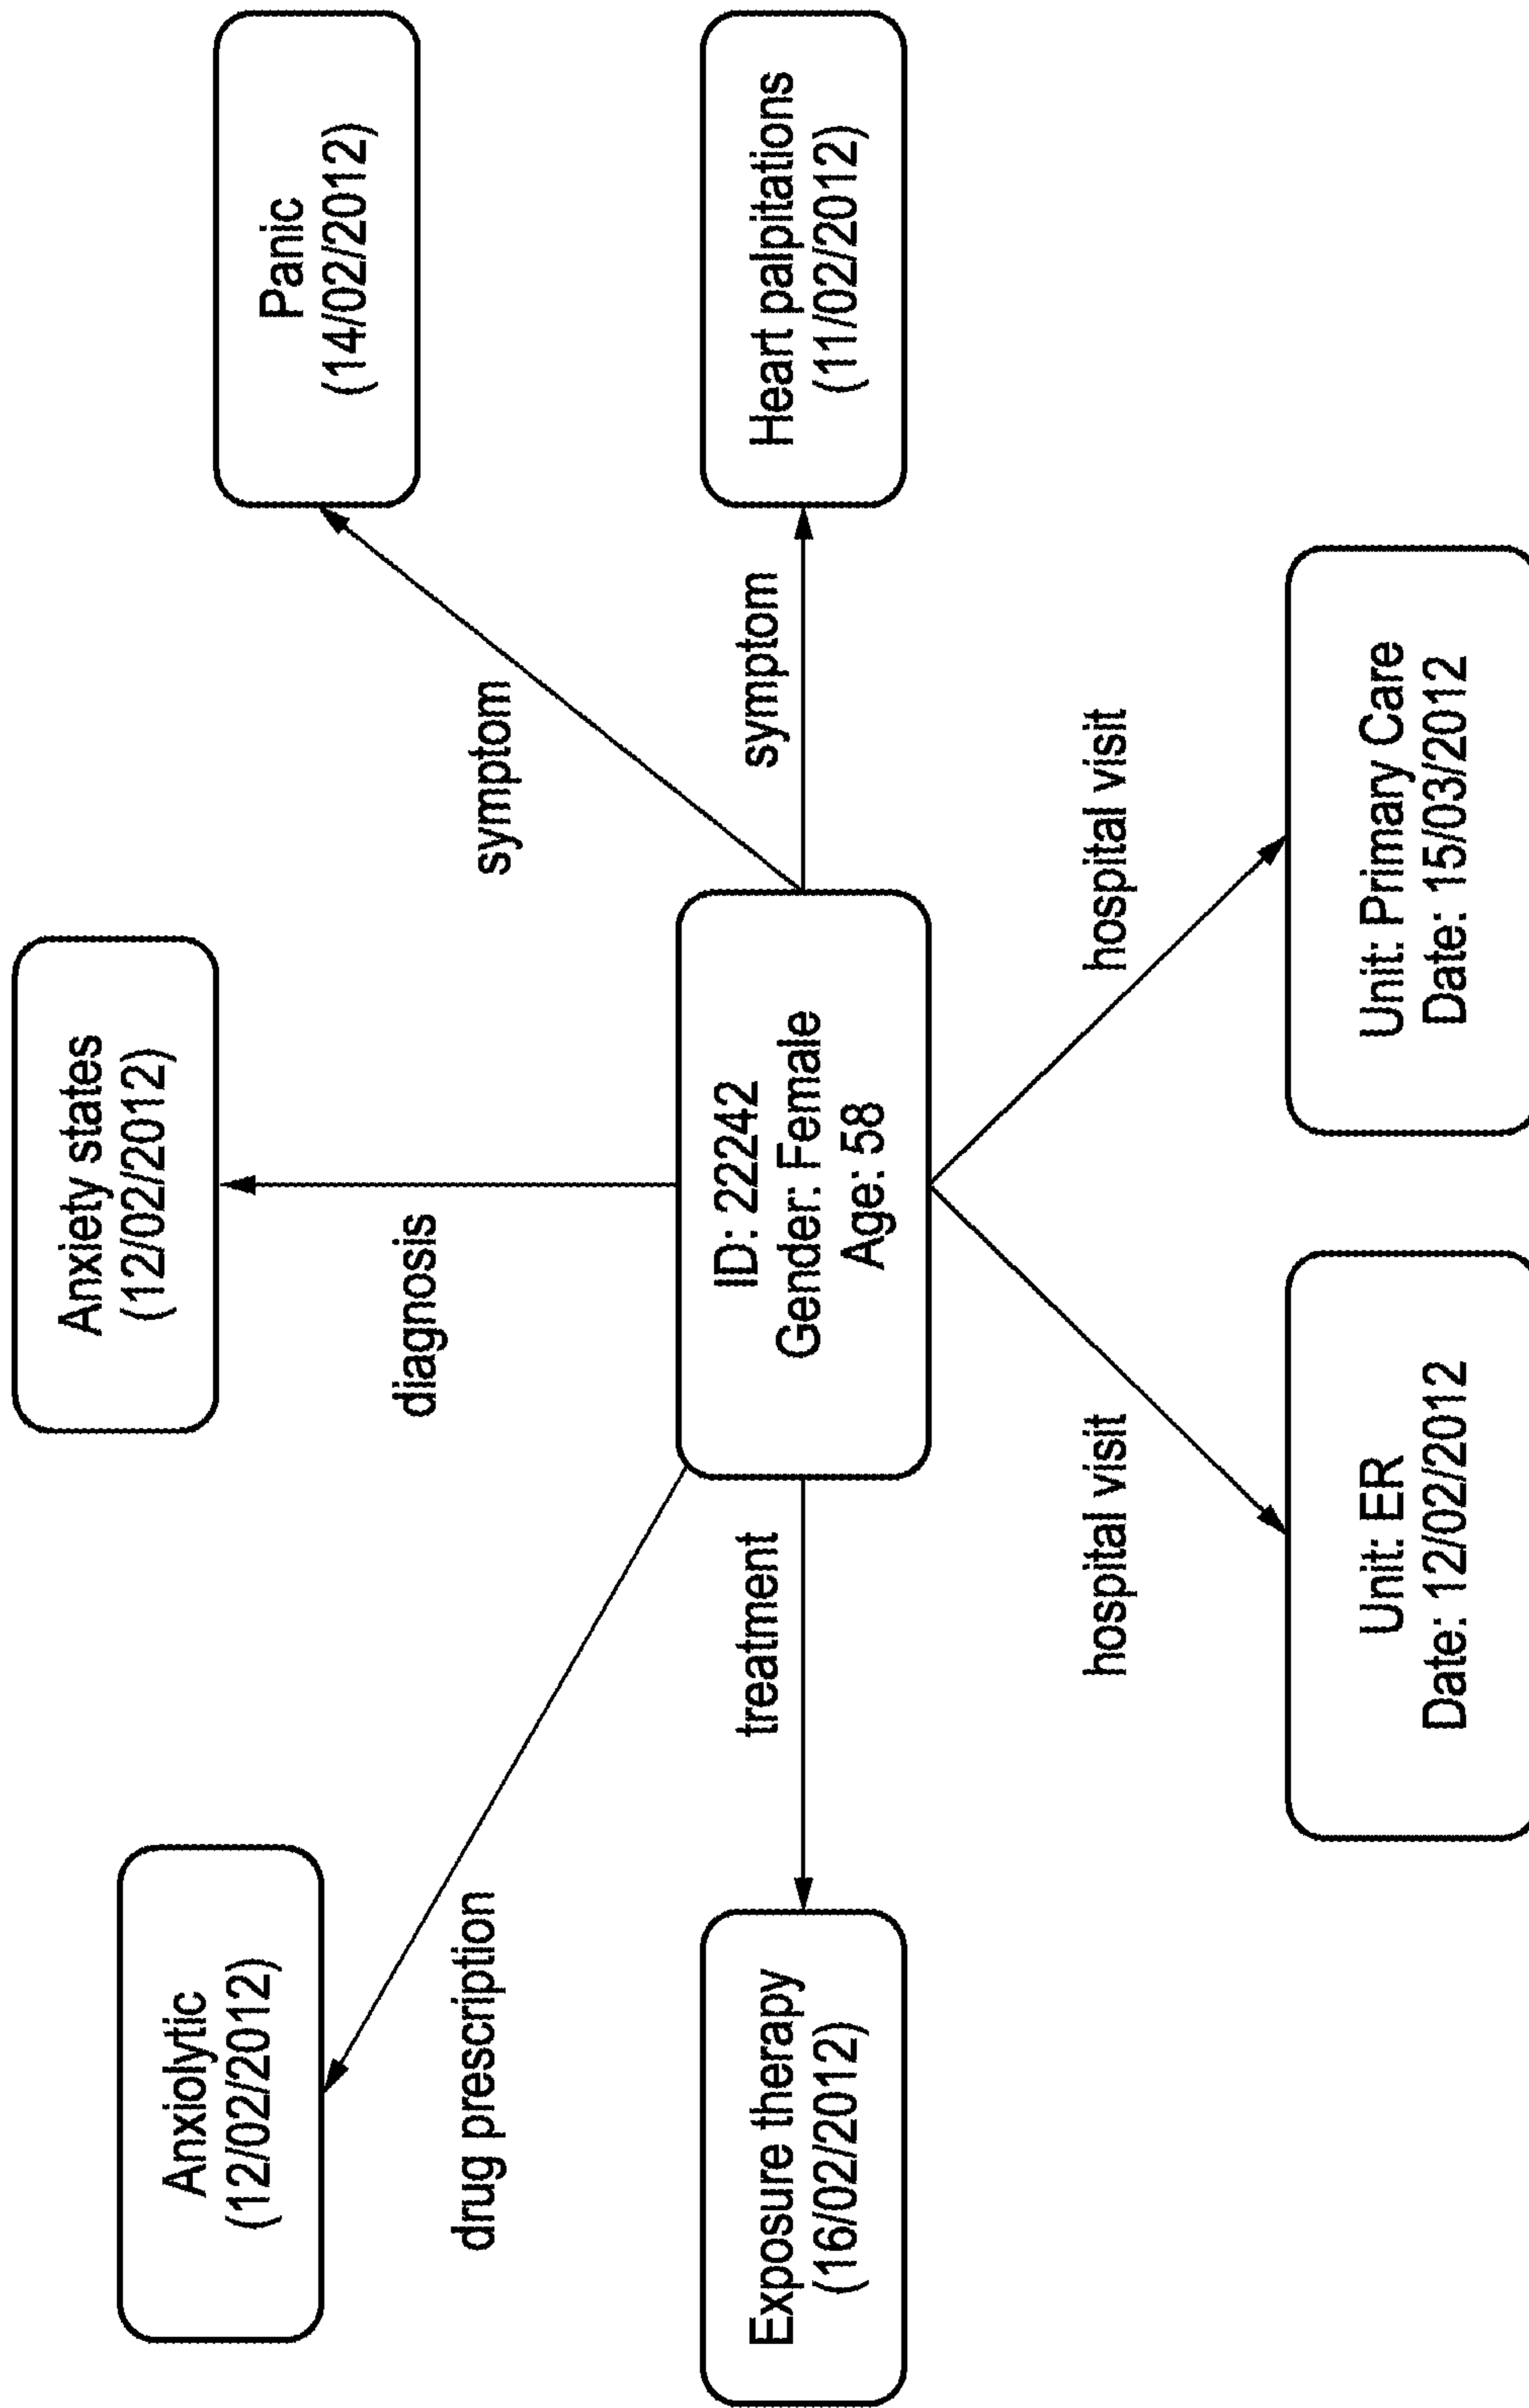 Anxiety states
(12/02/2012)
Anxiolytic
(12/02/2012)
Panic
(14/02/2012)
diagnosis
drug prescription
symptom
Exposure therapy
(16/02/2012)
treatment
ID: 22242
Gender: Female
Age: 58
symptom
Heart palpitations
(11/02/2012)
hospital visit
hospital visit
Unit: ER
Date: 12/02/2012
Unit: Primary Care
Date: 15/03/2012